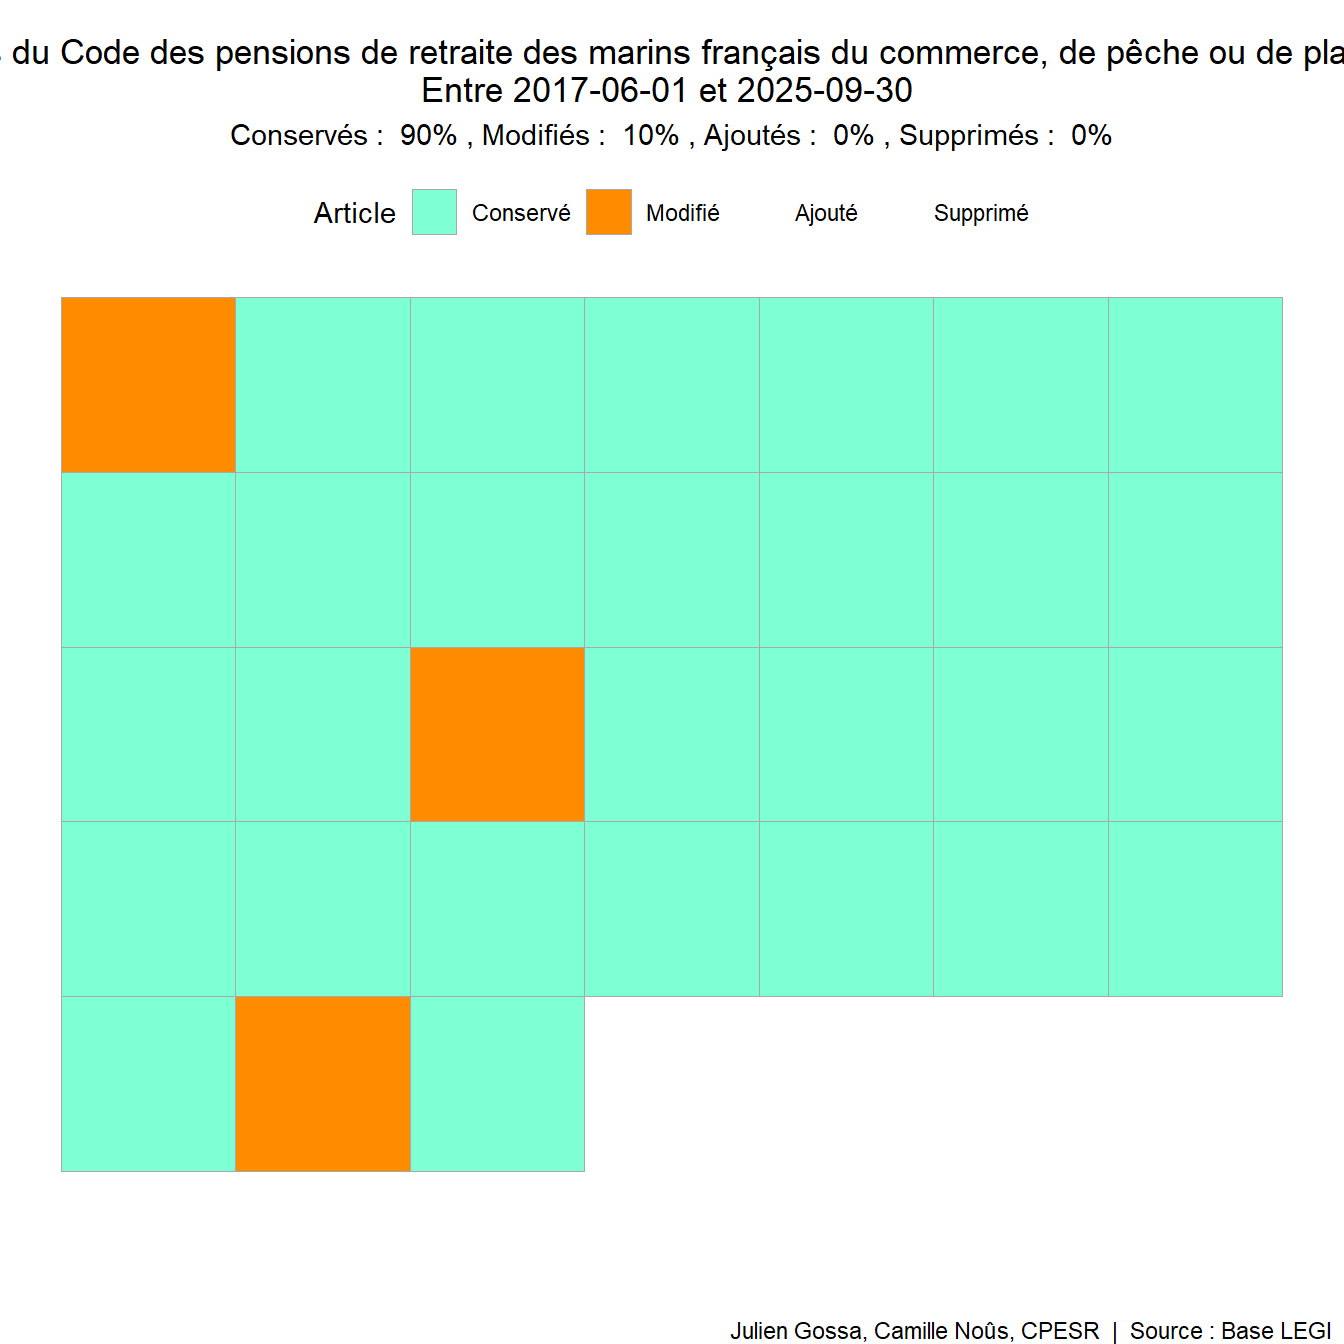 du Code des pensions de retraite des marins français du commerce, de pêche ou de
Entre 2017-06-01 et 2025-09-30
Conservés :  90% , Modifiés :  10% , Ajoutés :  0% , Supprimés :  0%
Article Conservé Modifié Ajouté Supprimé
Julien Gossa, Camille Noûs, CPESR  |  Source : Base LEGI